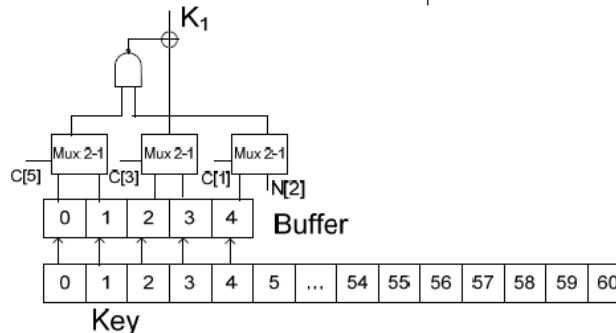 K1
Mux: 2-1 Mux 2-1 Mux 2-1
C[5] C[3] C[1] N[2]
0 1 2 3 4 Buffer
0 1 2 3 4 5 ... 54 55 56 57 58 59 60
Key